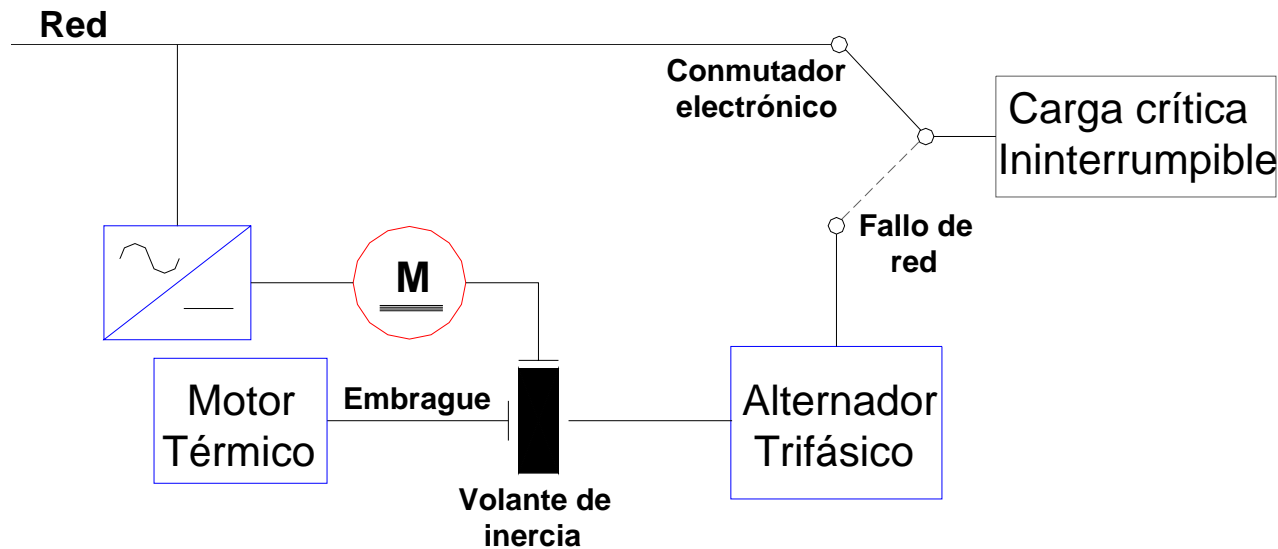 Red
Conmutador
electrónico
Carga crítica
Ininterrumpible
Fallo de
red
M
Motor
Térmico
Embrague
Alternador
Trifásico
Volante de
inercia